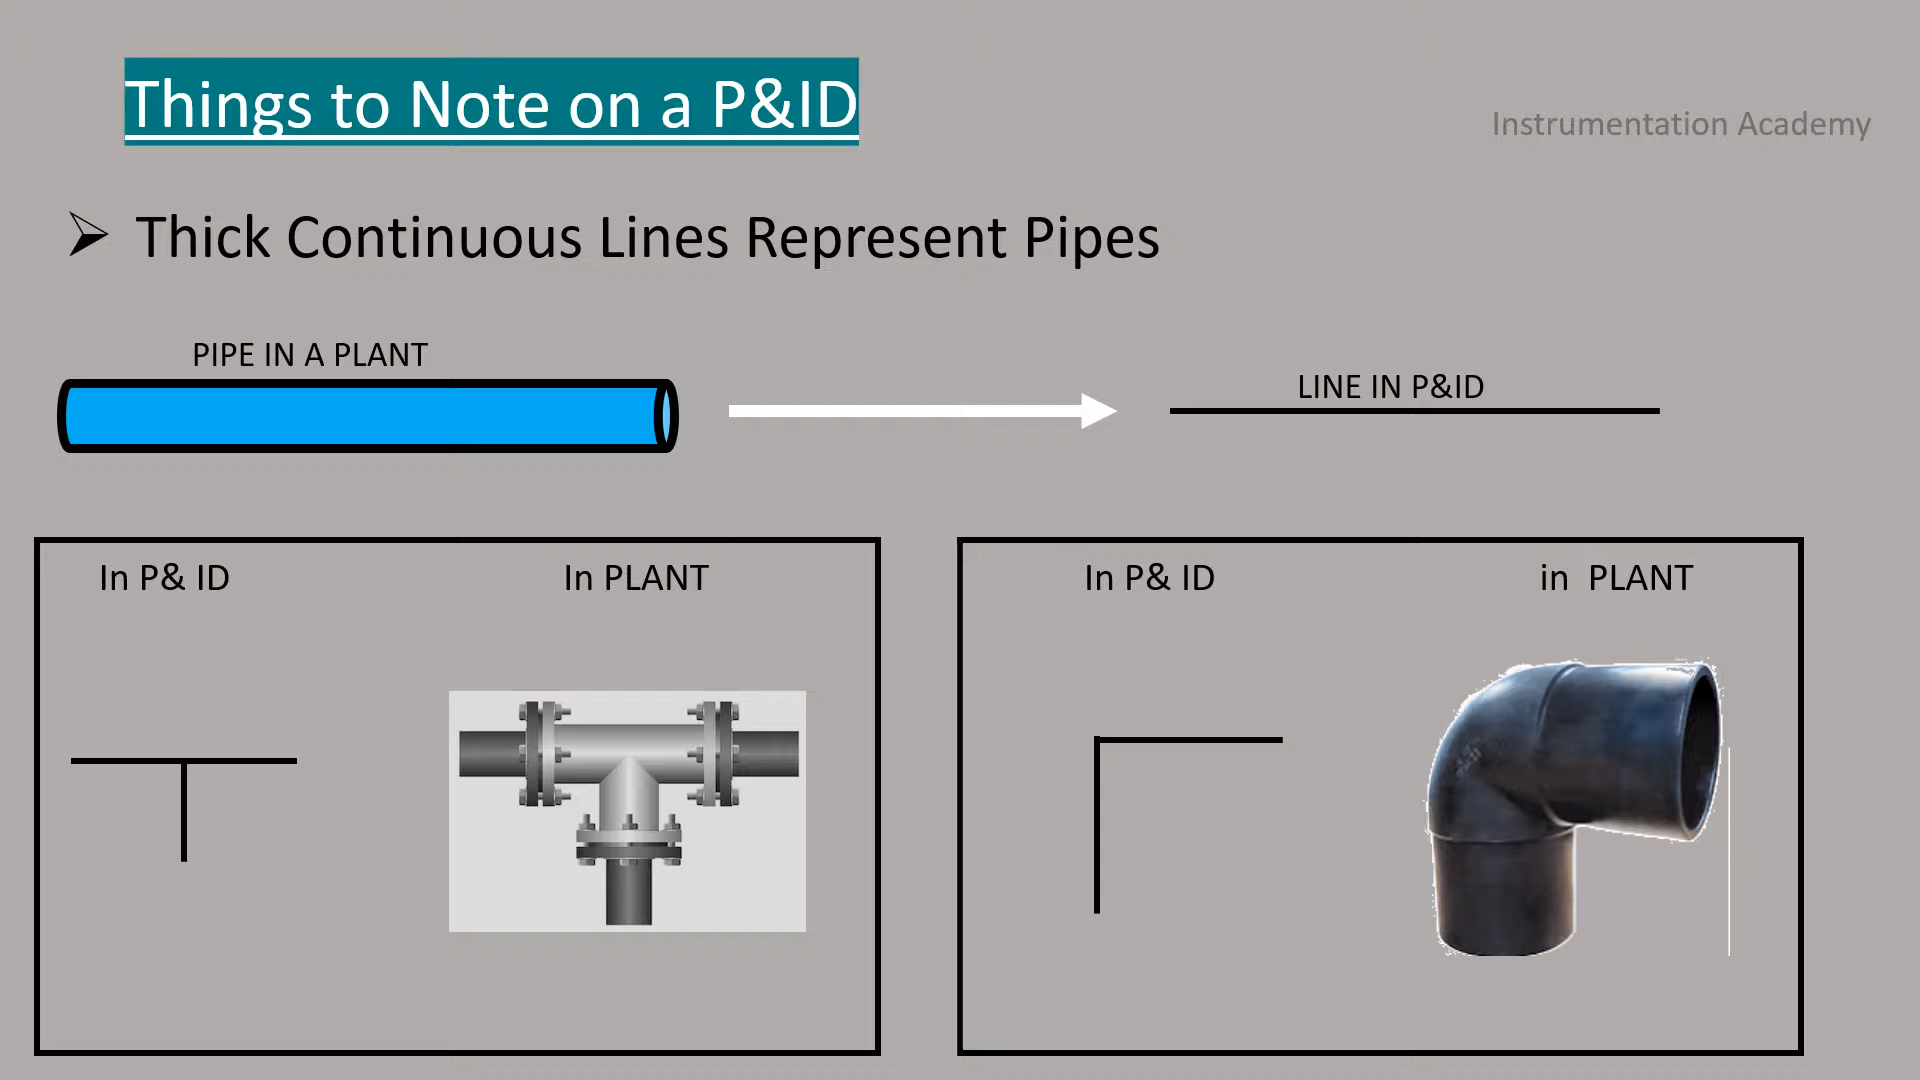 Things to Note on a P&ID
Instrumentation Academy
Thick Continuous Lines Represent Pipes
PIPE IN A PLANT
LINE IN P&ID
In P& ID
In PLANT
In P& ID
in PLANT